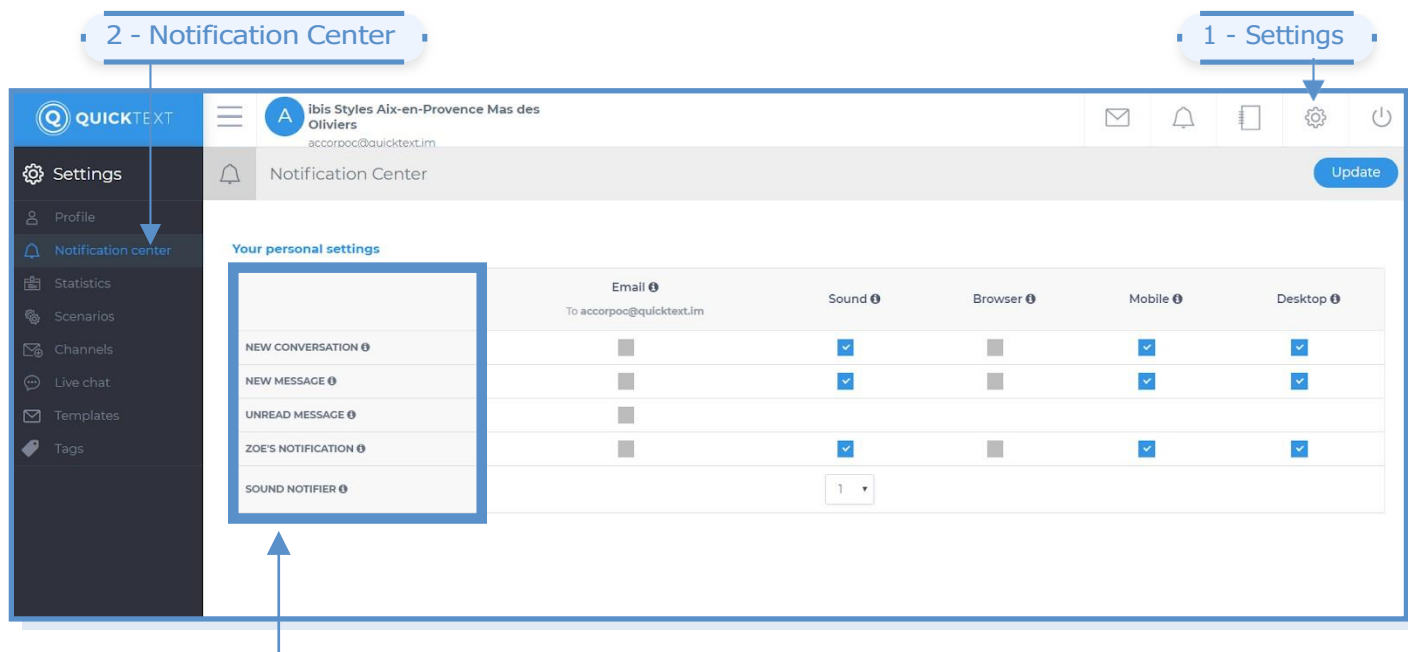 2 - Notification Center
1 - Settings
QUICKTEXT
A
ibis Styles Aix-en-Provence Mas des
Oliviers
accorpoc@quicktext.im
Settings
Notification Center
Update
Profile
Notification center
Statistics
Scenarios
Channels
Live chat
Templates
Tags
Your personal settings
Email
To accorpoc@quicktext.im
Sound
Browser
Mobile
Desktop
NEW CONVERSATION
NEW MESSAGE
UNREAD MESSAGE
ZOE'S NOTIFICATION
SOUND NOTIFIER
1